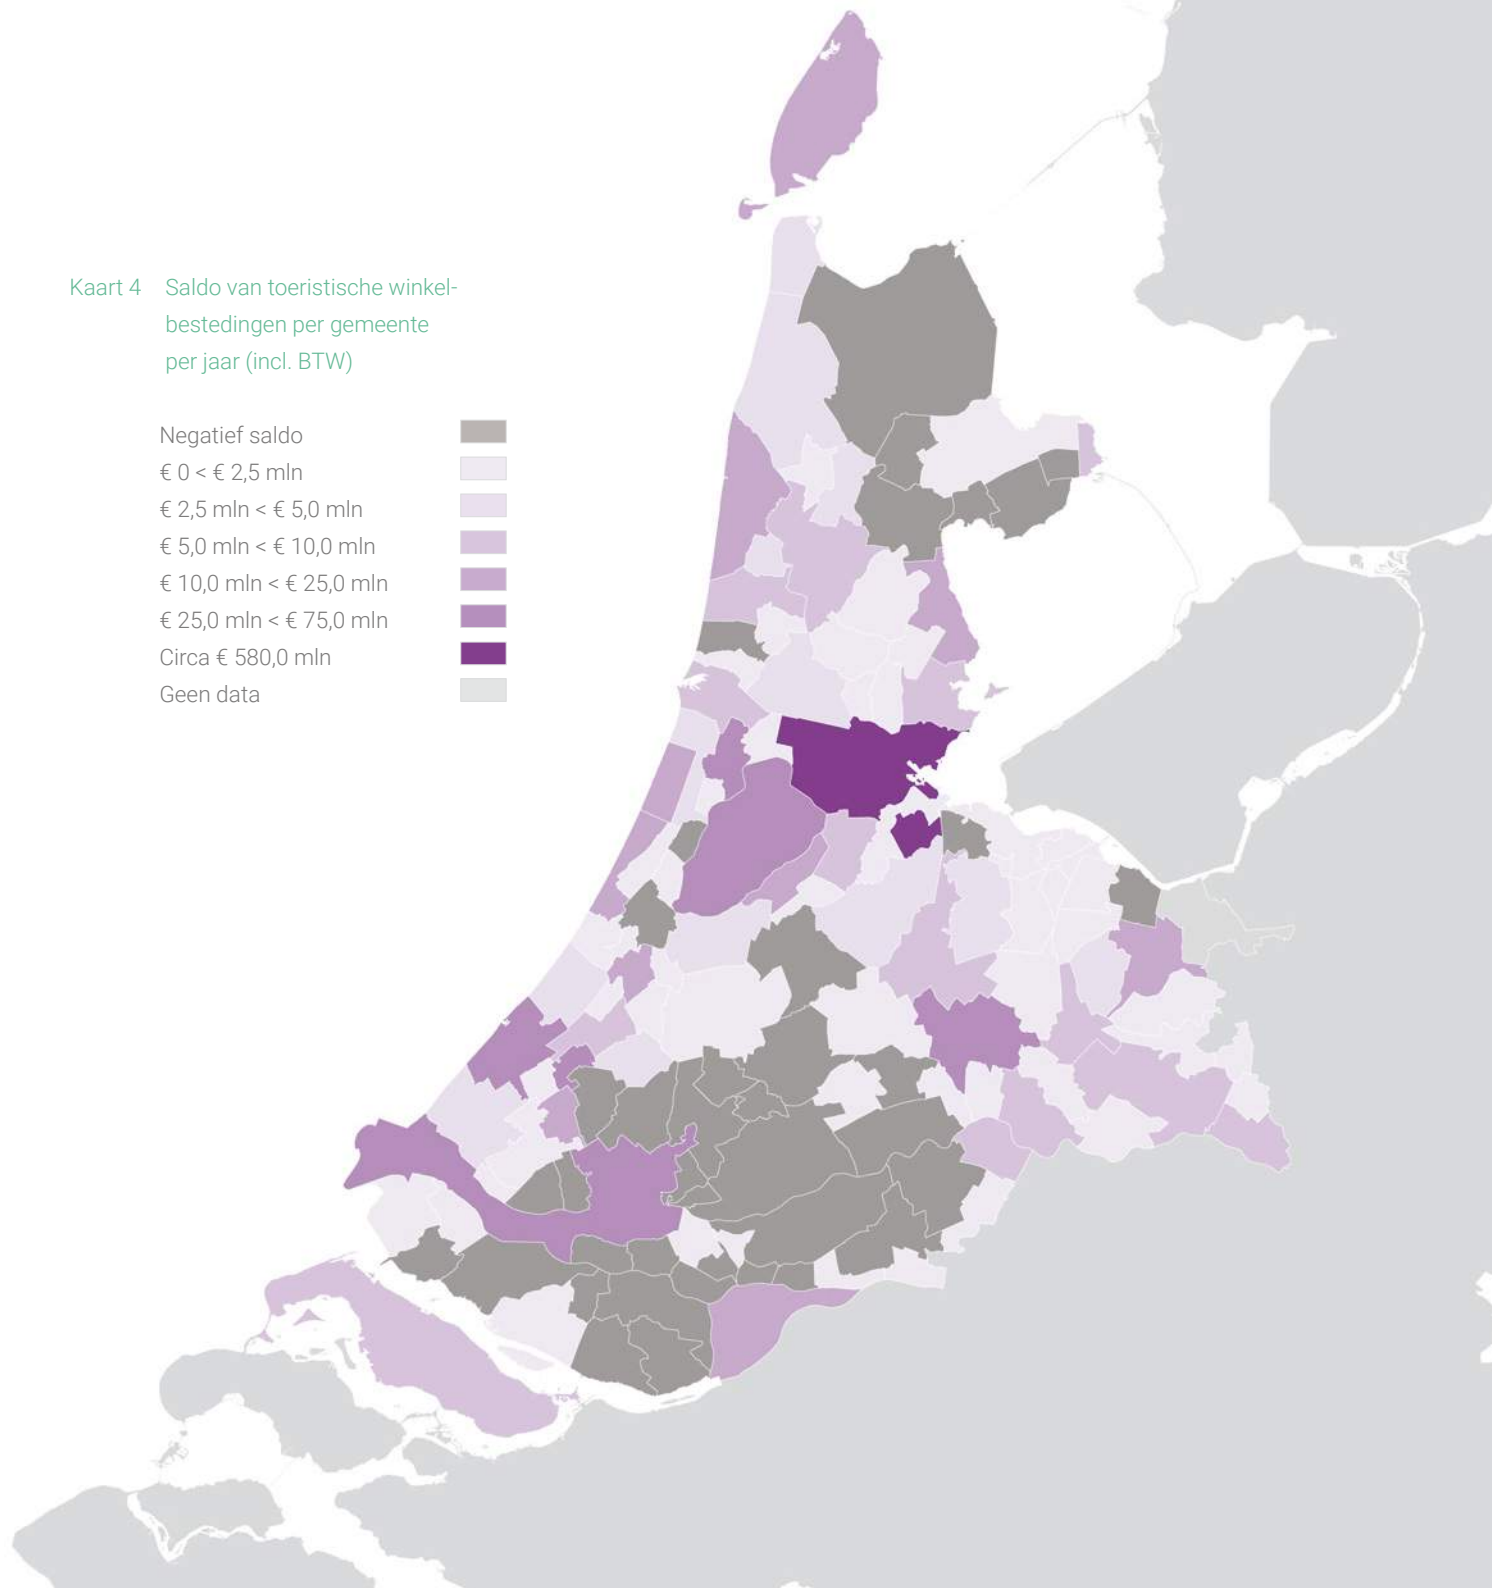 Kaart 4 Saldo van toeristische winkel-
bestedingen per gemeente
per jaar (incl. BTW)
Negatief saldo
€ 0 < € 2,5 mln
€ 2,5 mln < € 5,0 mln
€ 5,0 mln < € 10,0 mln
€ 10,0 mln < € 25,0 mln
€ 25,0 mln < € 75,0 mln
Circa € 580,0 mln
Geen data